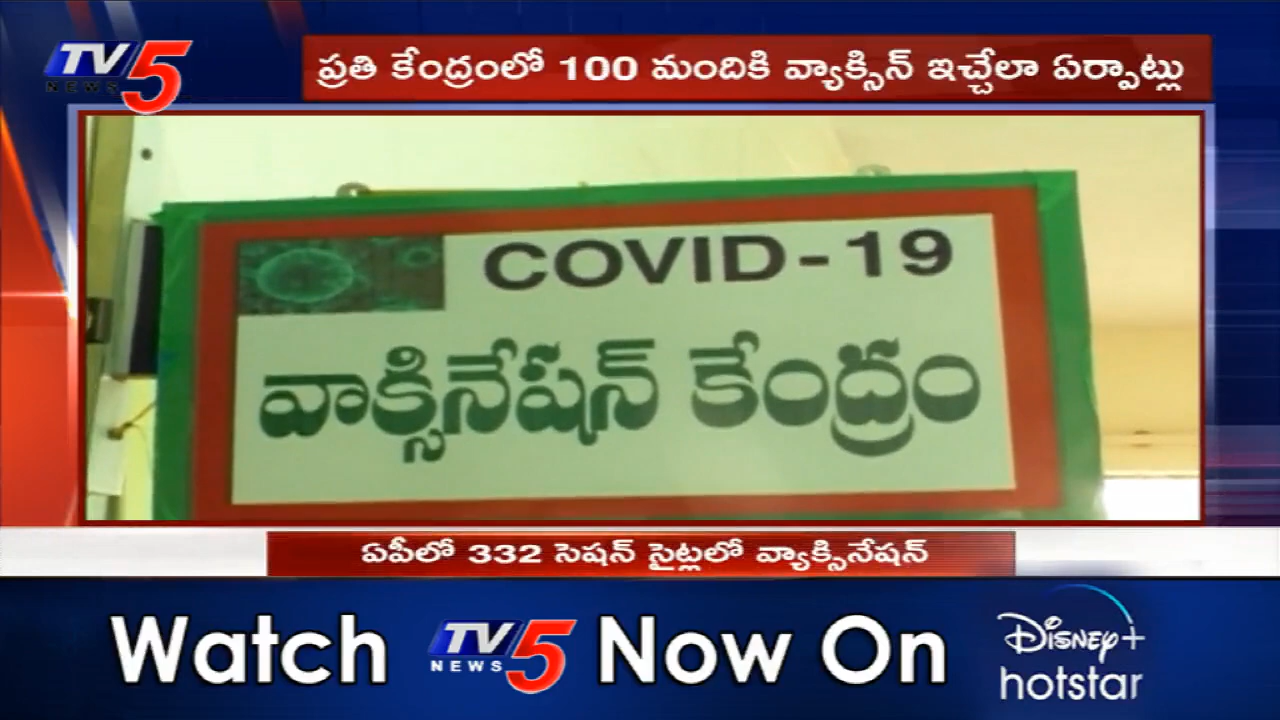 TV5
NEWS
ప్రతి కేంద్రంలో 100 మందికి వ్యాక్సిన్ ఇచ్చేలా ఏర్పాట్లు
COVID-19
వాక్సినేషన్ కేంద్రం
ఏపీలో 332 సెషన్ సైట్లలో వ్యాక్సినేషన్
Watch TV5 NEWS Now On Disney+ hotstar